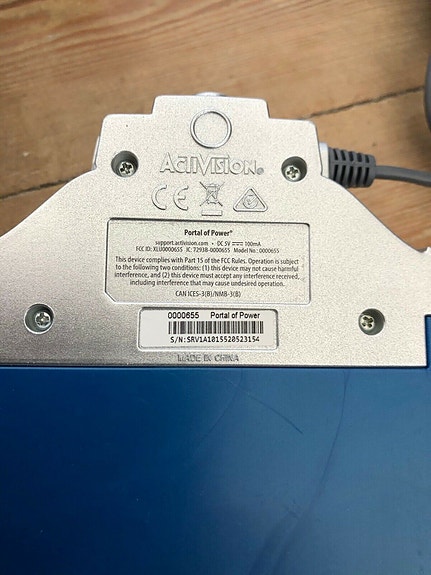 ACTIVISION®
CE
Portal of Power®
support.activision.com • DC 5V ⎓ 100mA
FCC ID: XLU0000655 IC: 7293B-0000655 Model No: 0000655
This device complies with Part 15 of the FCC Rules. Operation is subject
to the following two conditions: (1) this device may not cause harmful
interference, and (2) this device must accept any interference received,
including interference that may cause undesired operation.
CAN ICES-3(B)/NMB-3(B)
0000655 Portal of Power
S/N:SRV1A1015520523154
MADE IN CHINA